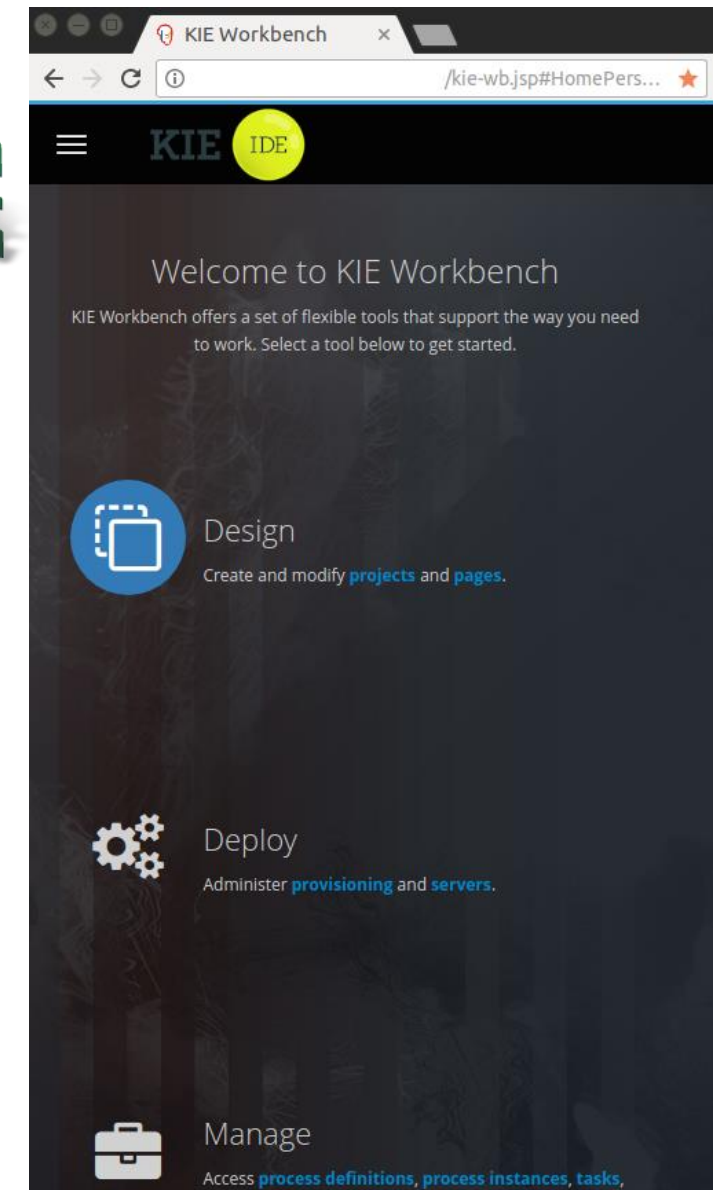 KIE Workbench
/kie-wb.jsp#HomePers...
KIE IDE
Welcome to KIE Workbench
KIE Workbench offers a set of flexible tools that support the way you need
to work. Select a tool below to get started.
Design
Create and modify projects and pages.
Deploy
Administer provisioning and servers.
Manage
Access process definitions, process instances, tasks,